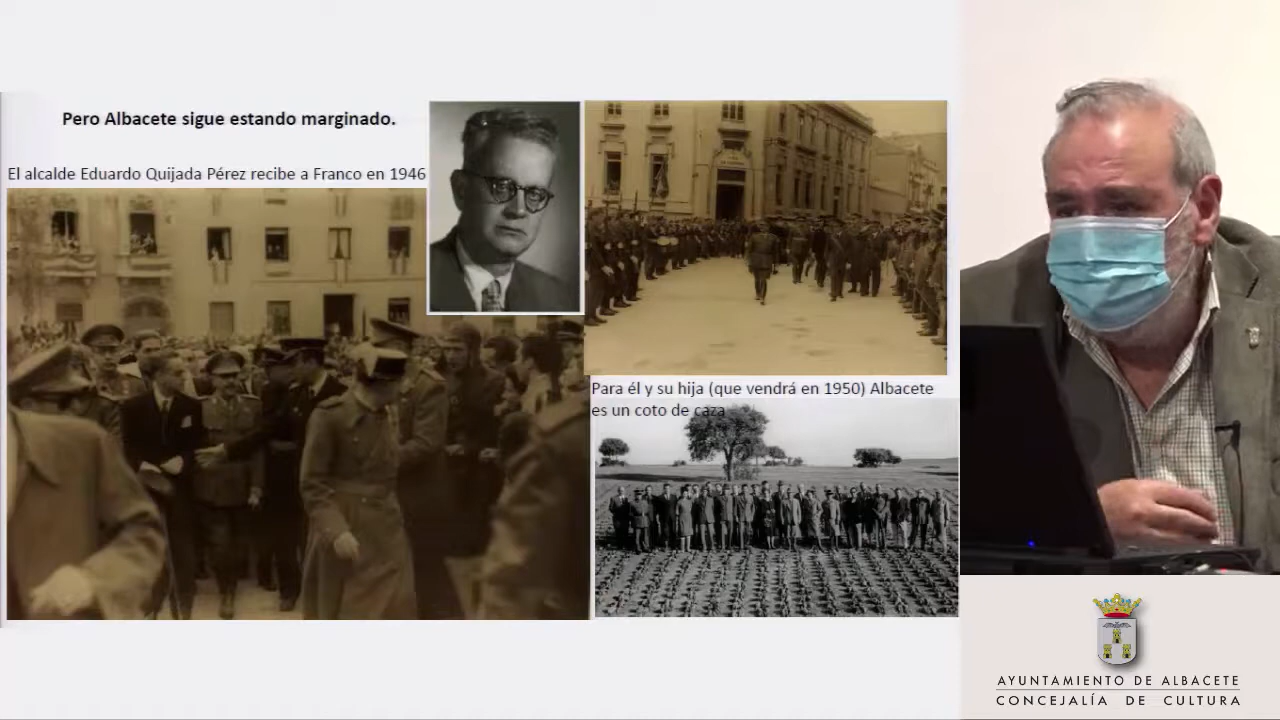 Pero Albacete sigue estando marginado.
El alcalde Eduardo Quijada Pérez recibe a Franco en 1946
Para él y su hija (que vendrá en 1950) Albacete
es un coto de caza
AYUNTAMIENTO DE ALBACETE
CONCEJALÍA DE CULTURA